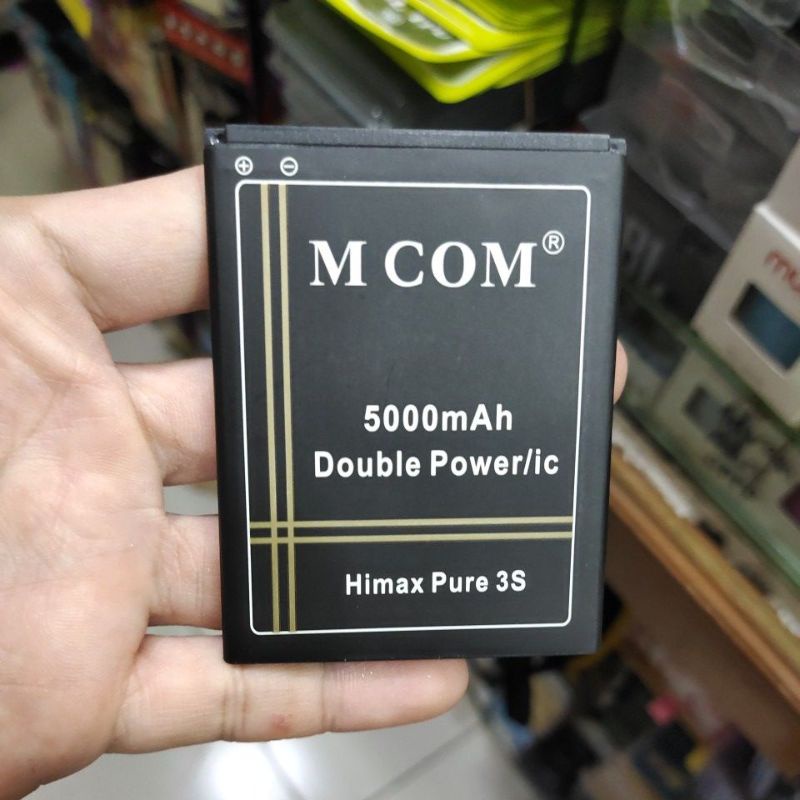 M COM®
5000mAh
Double Power/ic
Himax Pure 3S